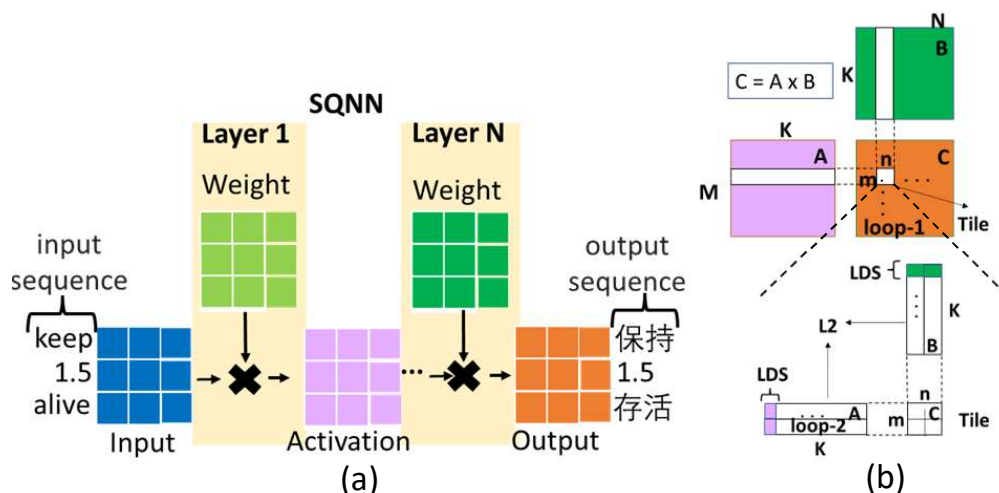 SQNN
Layer 1
Layer N
Weight
Weight
input
sequence
output
sequence
keep
1.5
alive
...
保持
1.5
存活
Input
Activation
Output
(a)
N
B
K
C = A x B
K
A
n
C
m
. . .
M
loop-1
Tile
LDS
K
L2
B
n
LDS
. . .
A
m
C
Tile
loop-2
K
(b)